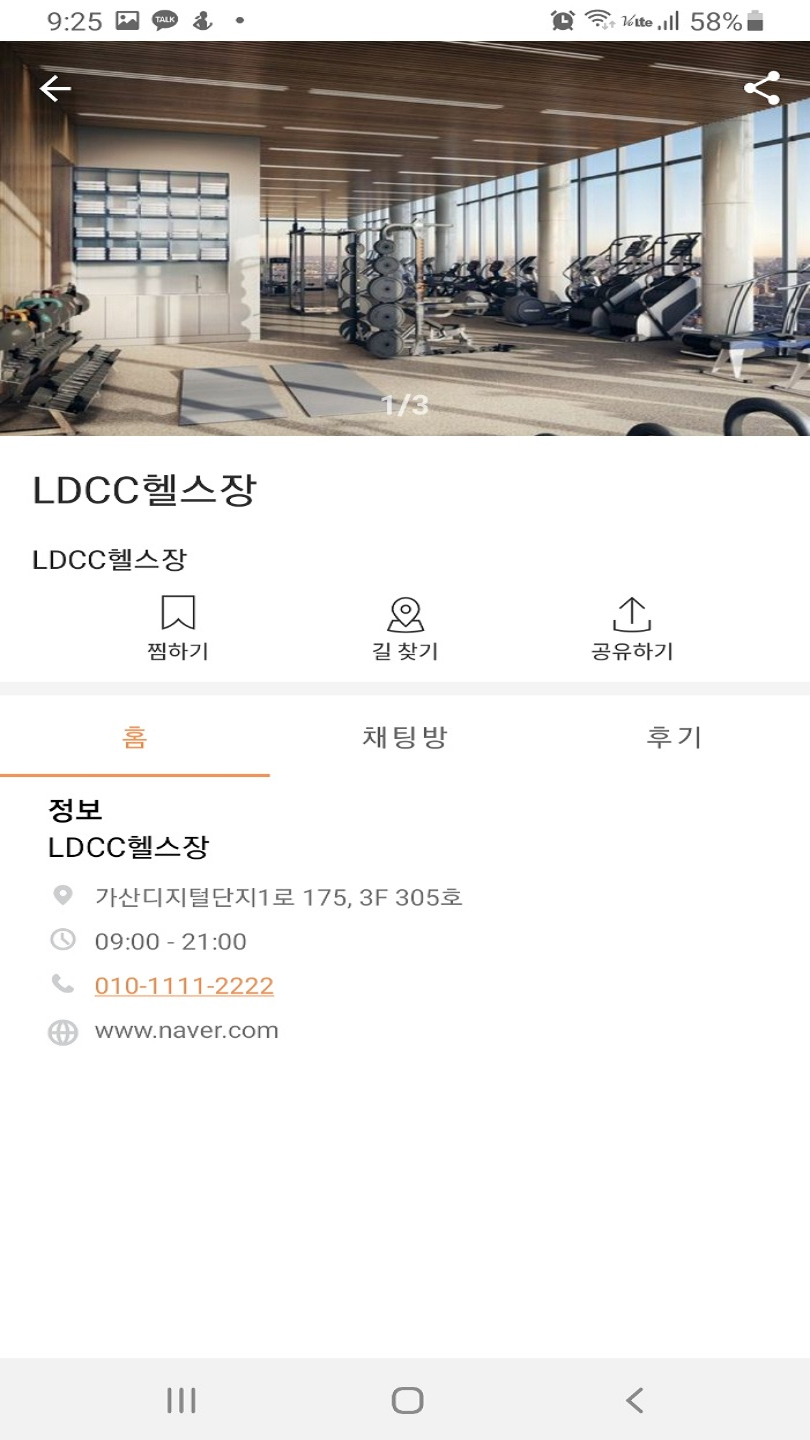 9:25 TALK Vo LTE 58%
1/3
LDCC헬스장
LDCC헬스장
찜하기 길 찾기 공유하기
홈 채팅방 후기
정보
LDCC헬스장
가산디지털단지1로 175, 3F 305호
09:00 - 21:00
010-1111-2222
www.naver.com